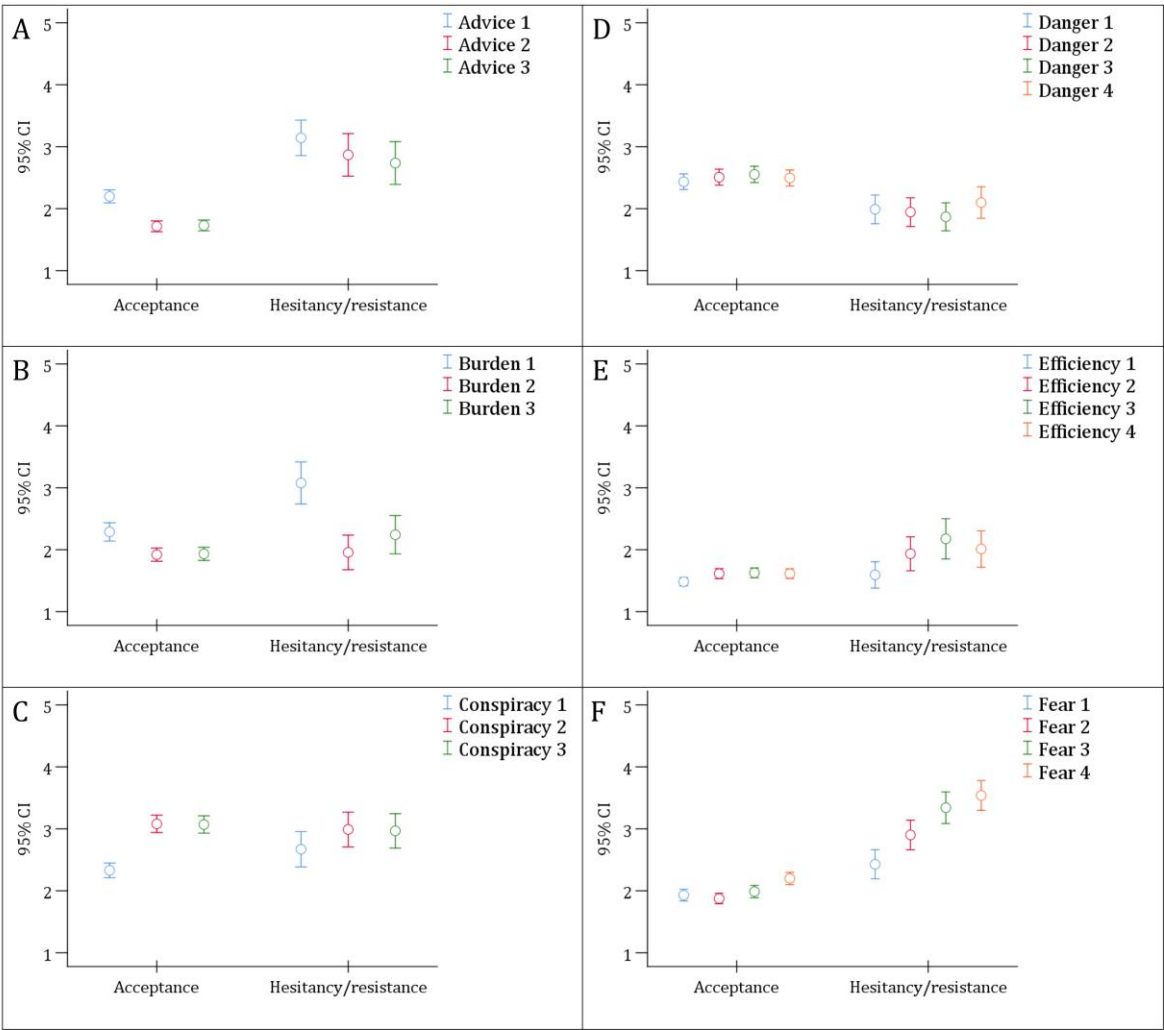 A
5
4
3
2
1
95% CI
Acceptance
Hesitancy/resistance
Advice 1
Advice 2
Advice 3
D
5
4
3
2
1
95% CI
Acceptance
Hesitancy/resistance
Danger 1
Danger 2
Danger 3
Danger 4
B
5
4
3
2
1
95% CI
Acceptance
Hesitancy/resistance
Burden 1
Burden 2
Burden 3
E
5
4
3
2
1
95% CI
Acceptance
Hesitancy/resistance
Efficiency 1
Efficiency 2
Efficiency 3
Efficiency 4
C
5
4
3
2
1
95% CI
Acceptance
Hesitancy/resistance
Conspiracy 1
Conspiracy 2
Conspiracy 3
F
5
4
3
2
1
95% CI
Acceptance
Hesitancy/resistance
Fear 1
Fear 2
Fear 3
Fear 4